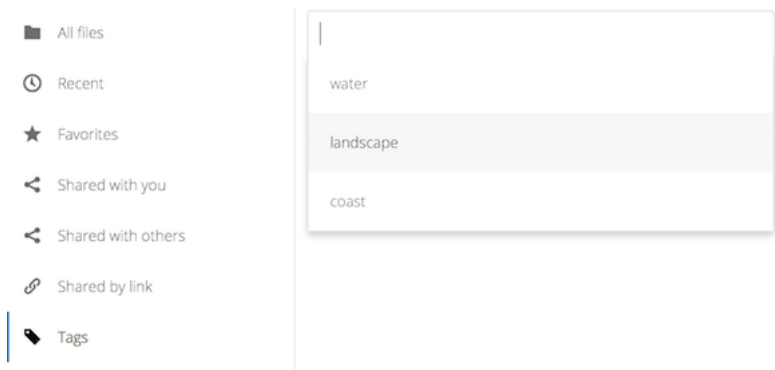 All files
Recent
Favorites
Shared with you
Shared with others
Shared by link
Tags
water
landscape
coast